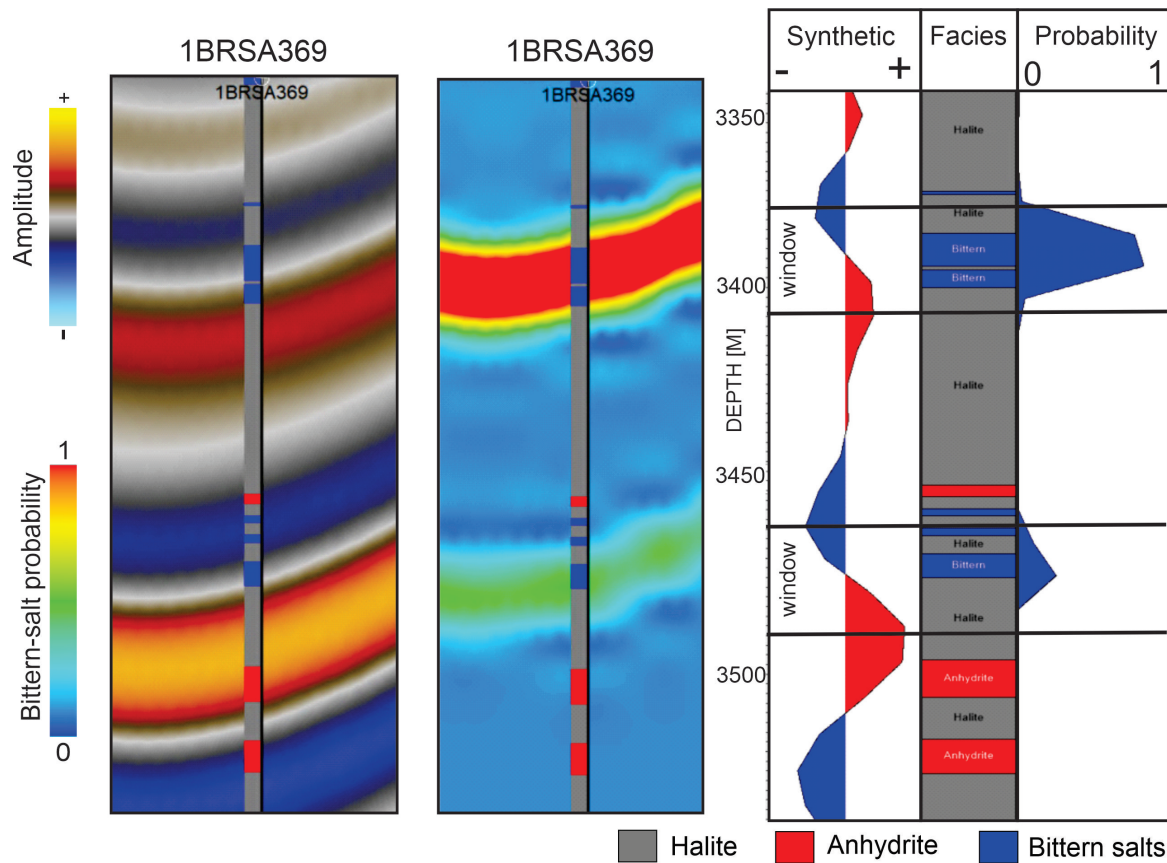 1BRSA369
1BRSA369
Synthetic
Facies
Probability
- +
0 1
1BRSA369
1BRSA369
+
Amplitude
-
1
Bittern-salt probability
0
DEPTH [M]
3350
3400
3450
3500
window
window
Halite
Halite
Bittern
Bittern
Halite
Halite
Bittern
Halite
Anhydrite
Halite
Anhydrite
Halite
Anhydrite
Bittern salts